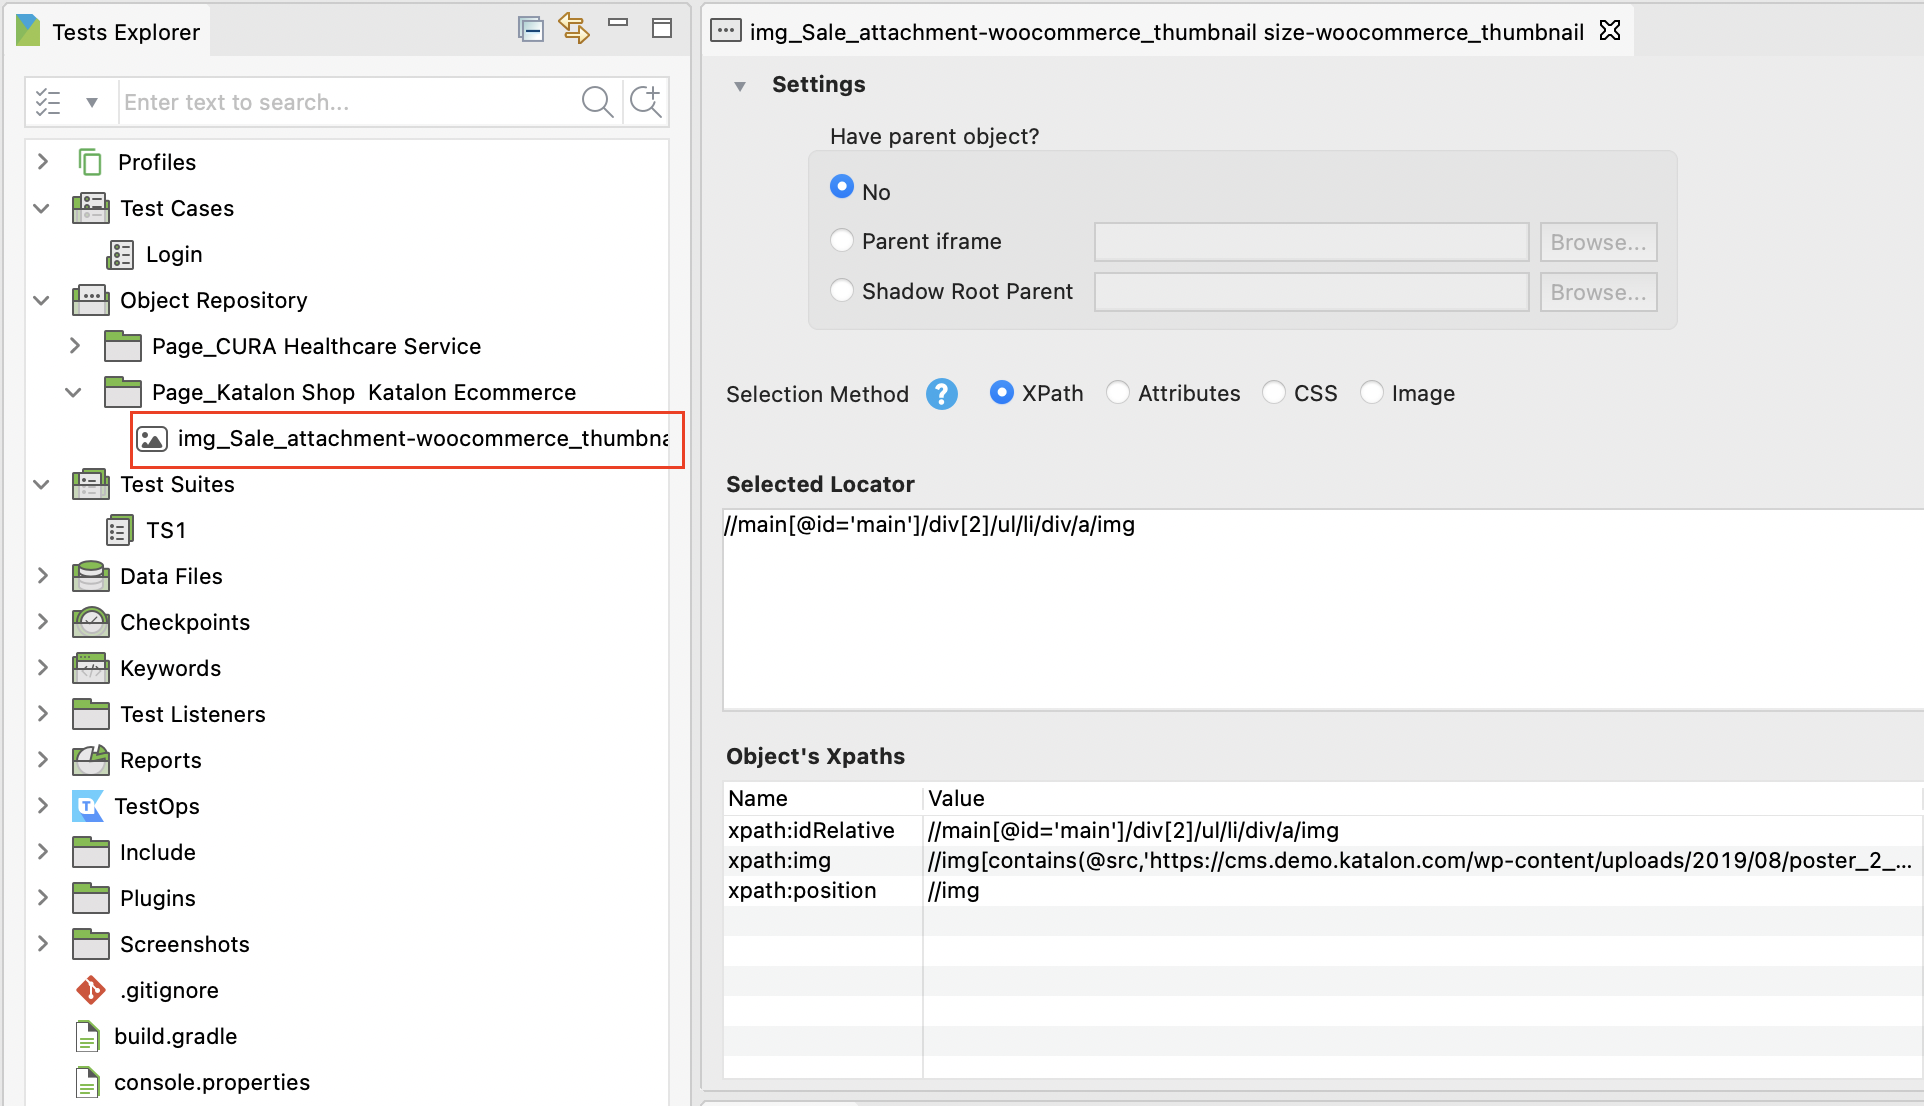 Tests Explorer
Enter text to search...
Profiles
Test Cases
Login
Object Repository
Page_CURA Healthcare Service
Page_Katalon Shop  Katalon Ecommerce
img_Sale_attachment-woocommerce_thumbna
Test Suites
TS1
Data Files
Checkpoints
Keywords
Test Listeners
Reports
TestOps
Include
Plugins
Screenshots
.gitignore
build.gradle
console.properties
img_Sale_attachment-woocommerce_thumbnail size-woocommerce_thumbnail
Settings
Have parent object?
No
Parent iframe Browse...
Shadow Root Parent Browse...
Selection Method ? XPath Attributes CSS Image
Selected Locator
//main[@id='main']/div[2]/ul/li/div/a/img
Object's Xpaths
Name Value
xpath:idRelative //main[@id='main']/div[2]/ul/li/div/a/img
xpath:img //img[contains(@src,'https://cms.demo.katalon.com/wp-content/uploads/2019/08/poster_2_...
xpath:position //img